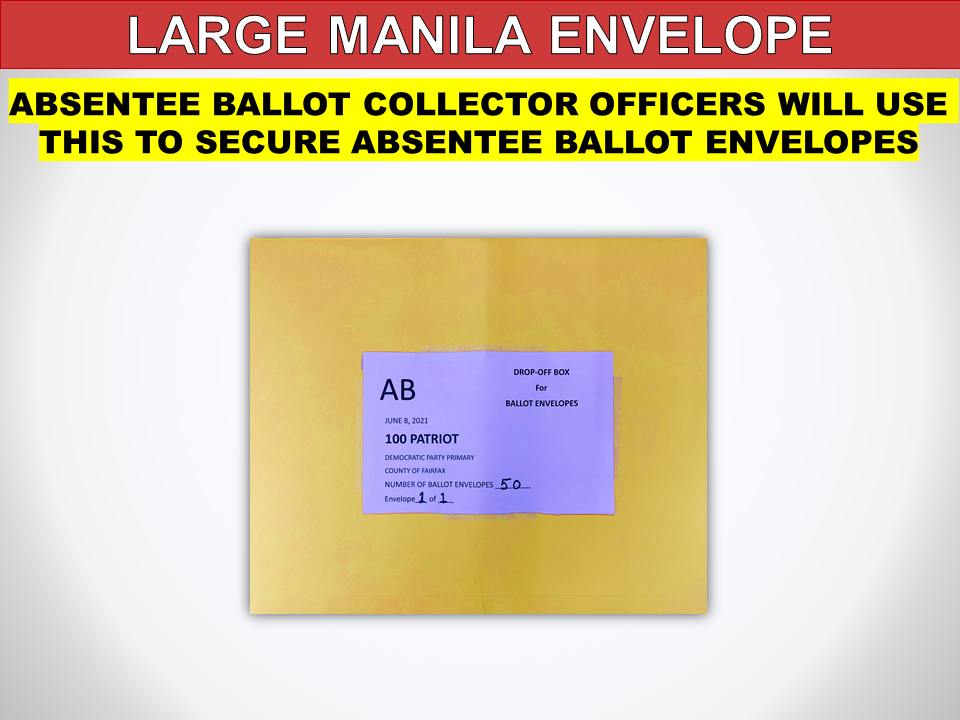 LARGE MANILA ENVELOPE
ABSENTEE BALLOT COLLECTOR OFFICERS WILL USE
THIS TO SECURE ABSENTEE BALLOT ENVELOPES
AB
DROP-OFF BOX
For
BALLOT ENVELOPES
JUNE 8, 2021
100 PATRIOT
DEMOCRATIC PARTY PRIMARY
COUNTY OF FAIRFAX
NUMBER OF BALLOT ENVELOPES 50
Envelope 1 of 1